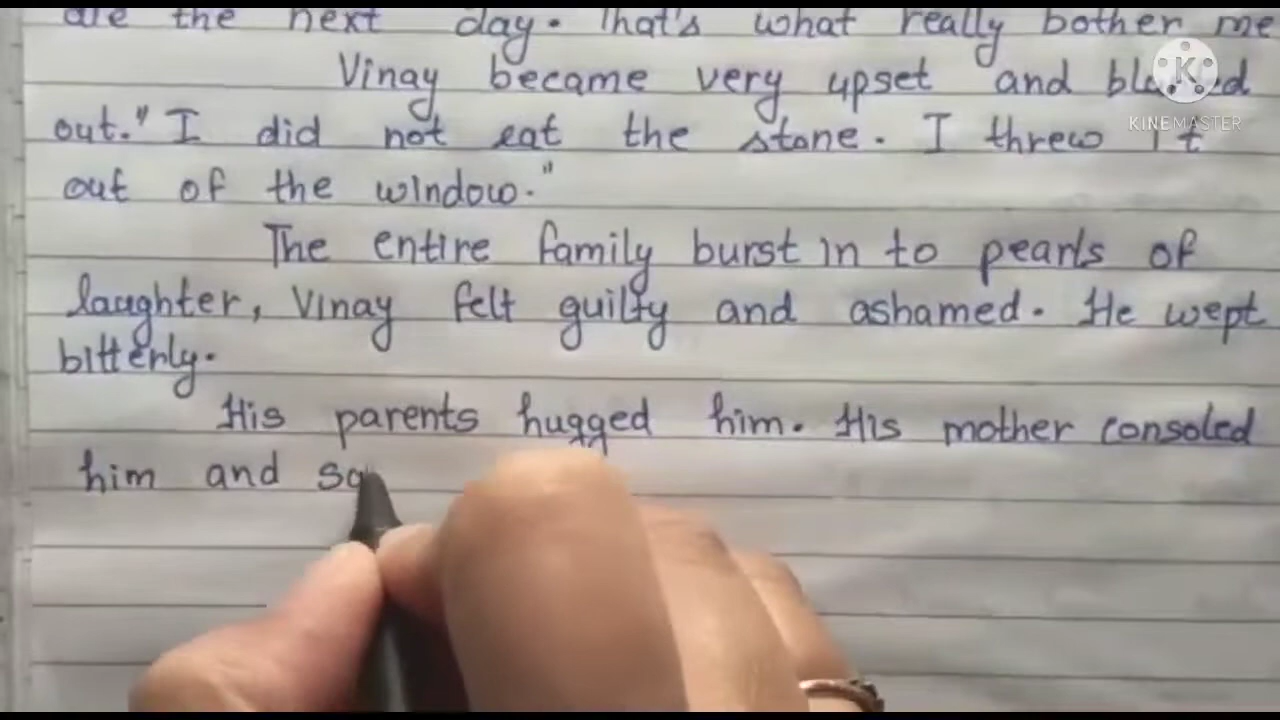 the next day. That's what really bother me
Vinay became very upset and
out." I did not eat the stone. I threw it
out of the window."
The entire family burst in to pearls of
laughter, Vinay felt guilty and ashamed. He wept
bitterly.
His parents hugged him. His mother consoled
him and sa
K
KINEMASTER